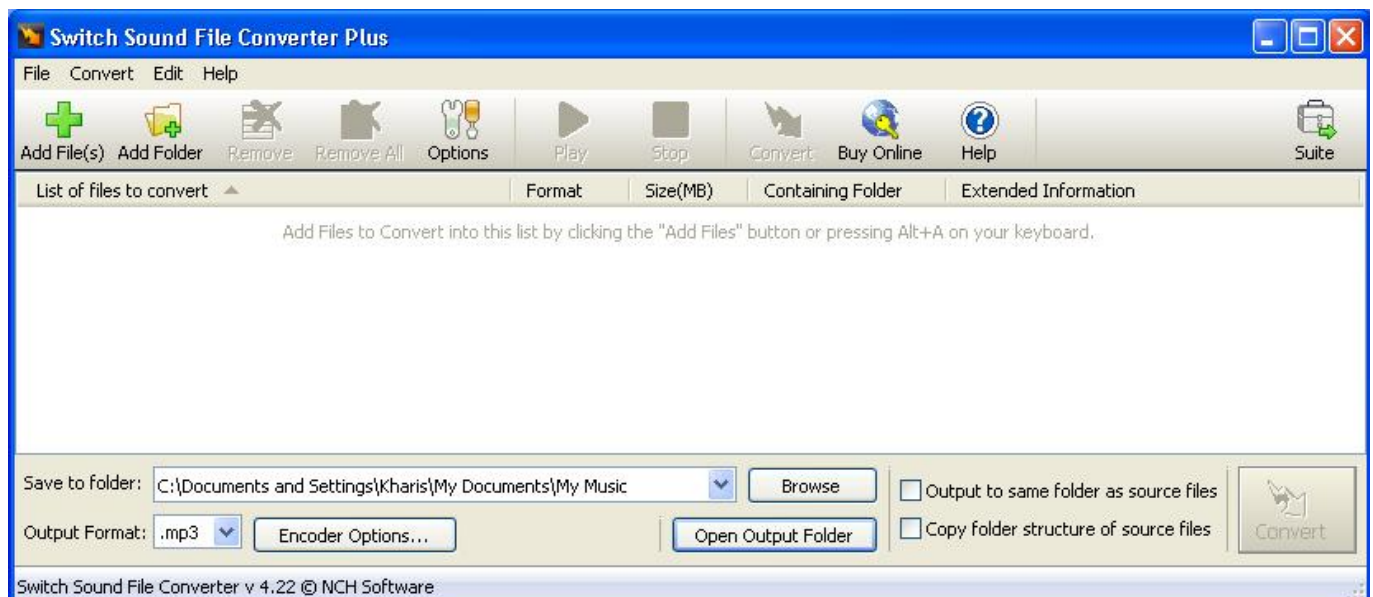 Switch Sound File Converter Plus
File Convert Edit Help
Add File(s) Add Folder Remove Remove All Options Play Stop Convert Buy Online Help Suite
List of files to convert Format Size(MB) Containing Folder Extended Information
Add Files to Convert into this list by clicking the "Add Files" button or pressing Alt+A on your keyboard.
Save to folder: C:\Documents and Settings\Kharis\My Documents\My Music Browse Output to same folder as source files
Output Format: .mp3 Encoder Options... Open Output Folder Copy folder structure of source files Convert
Switch Sound File Converter v 4.22 © NCH Software